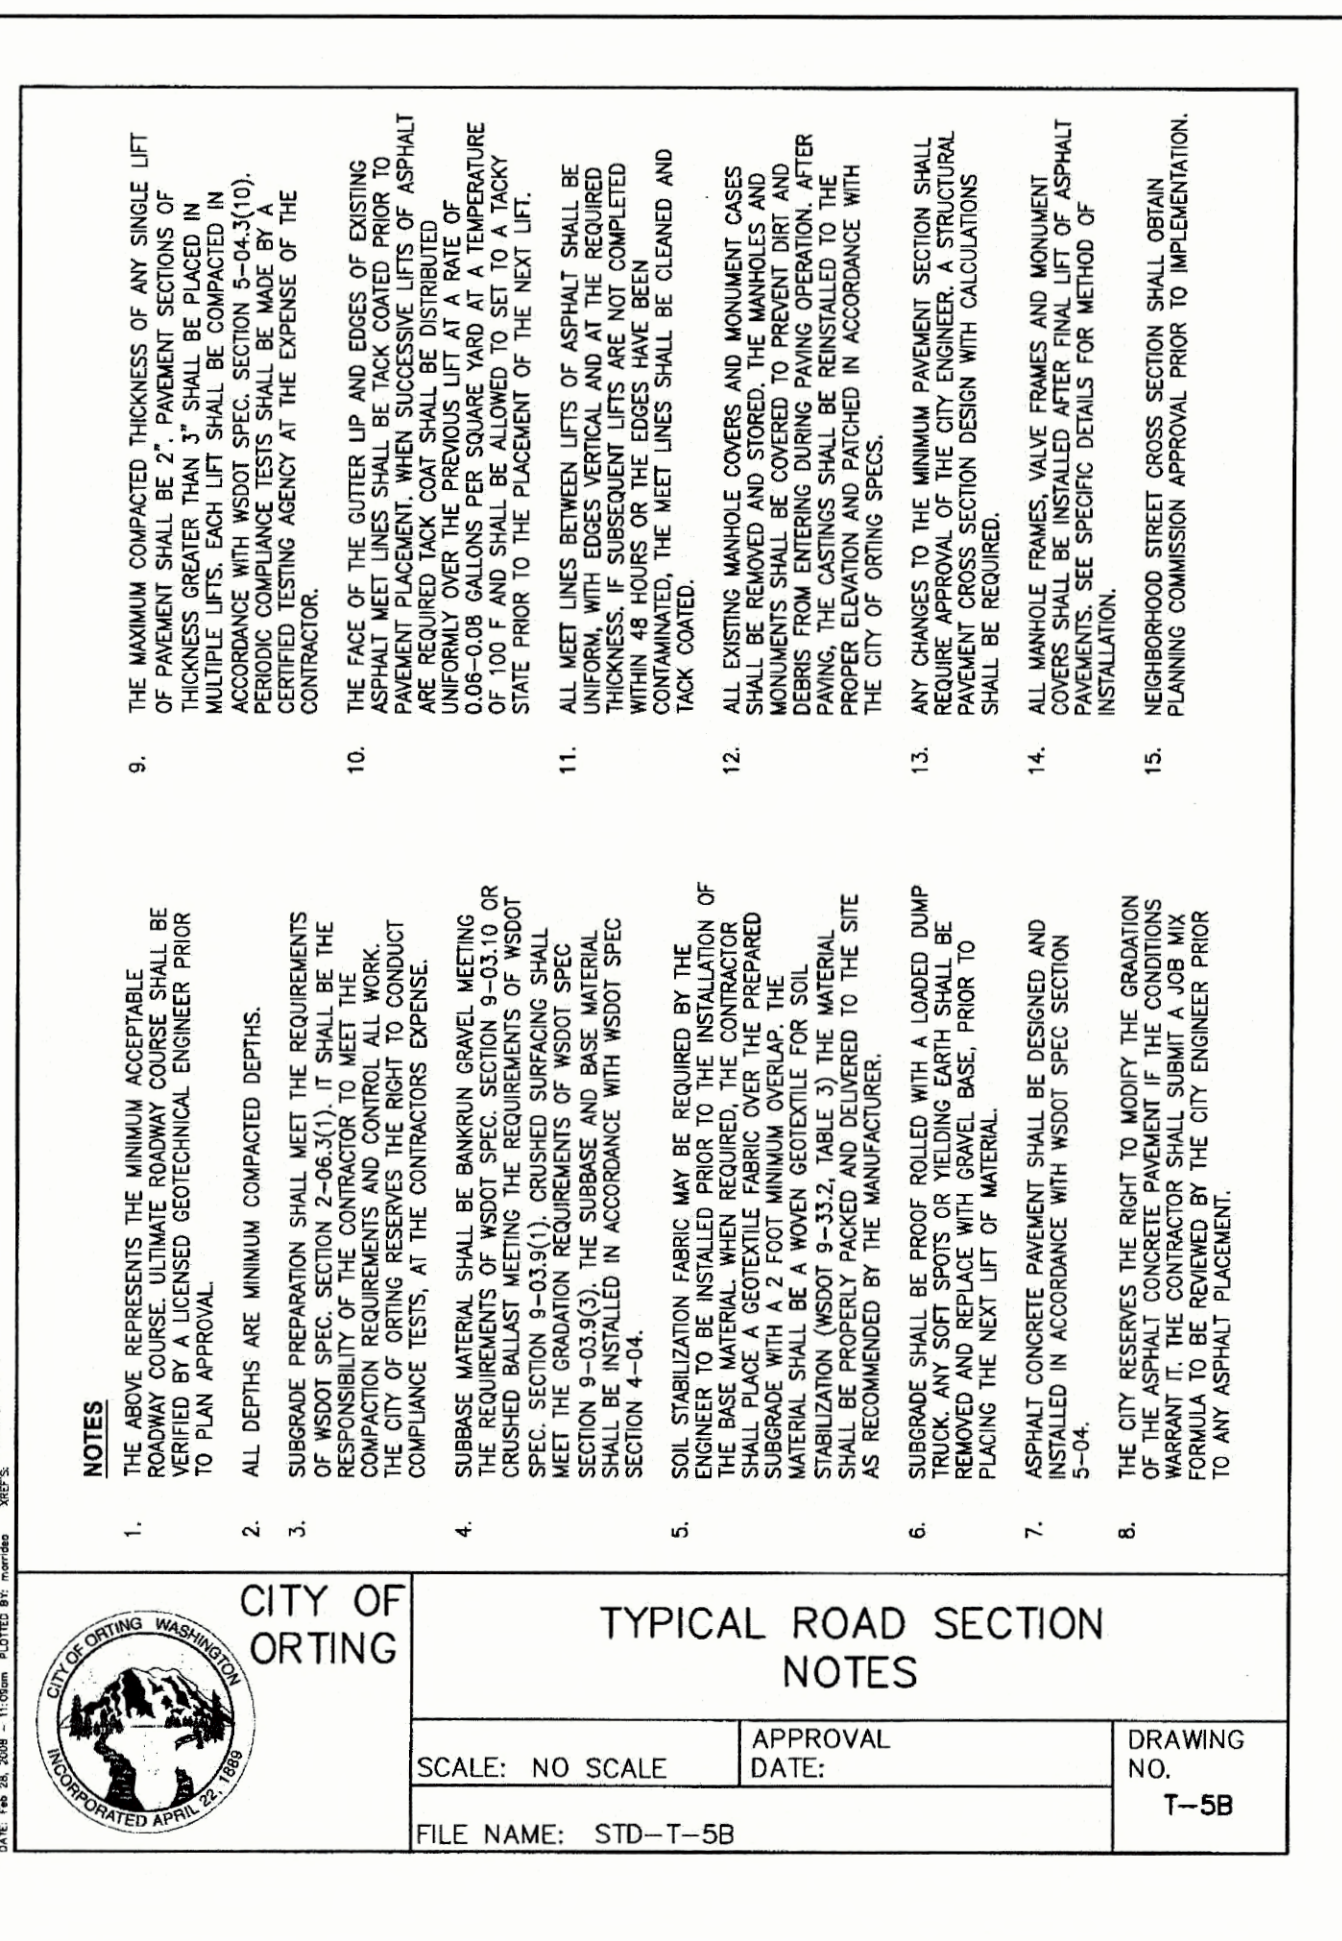 DATE: Feb 28, 2008 - 11:09am PLOTTED BY: morrideo XREF'S:
NOTES
1. THE ABOVE REPRESENTS THE MINIMUM ACCEPTABLE
ROADWAY COURSE. ULTIMATE ROADWAY COURSE SHALL BE
VERIFIED BY A LICENSED GEOTECHNICAL ENGINEER PRIOR
TO PLAN APPROVAL.
2. ALL DEPTHS ARE MINIMUM COMPACTED DEPTHS.
3. SUBGRADE PREPARATION SHALL MEET THE REQUIREMENTS
OF WSDOT SPEC. SECTION 2-06.3(1). IT SHALL BE THE
RESPONSIBILITY OF THE CONTRACTOR TO MEET THE
COMPACTION REQUIREMENTS AND CONTROL ALL WORK.
THE CITY OF ORTING RESERVES THE RIGHT TO CONDUCT
COMPLIANCE TESTS, AT THE CONTRACTORS EXPENSE.
4. SUBBASE MATERIAL SHALL BE BANKRUN GRAVEL MEETING
THE REQUIREMENTS OF WSDOT SPEC. SECTION 9-03.10 OR
CRUSHED BALLAST MEETING THE REQUIREMENTS OF WSDOT
SPEC. SECTION 9-03.9(1). CRUSHED SURFACING SHALL
MEET THE GRADATION REQUIREMENTS OF WSDOT SPEC
SECTION 9-03.9(3). THE SUBBASE AND BASE MATERIAL
SHALL BE INSTALLED IN ACCORDANCE WITH WSDOT SPEC
SECTION 4-04.
5. SOIL STABILIZATION FABRIC MAY BE REQUIRED BY THE
ENGINEER TO BE INSTALLED PRIOR TO THE INSTALLATION OF
THE BASE MATERIAL. WHEN REQUIRED, THE CONTRACTOR
SHALL PLACE A GEOTEXTILE FABRIC OVER THE PREPARED
SUBGRADE WITH A 2 FOOT MINIMUM OVERLAP. THE
MATERIAL SHALL BE A WOVEN GEOTEXTILE FOR SOIL
STABILIZATION (WSDOT 9-33.2, TABLE 3) THE MATERIAL
SHALL BE PROPERLY PACKED AND DELIVERED TO THE SITE
AS RECOMMENDED BY THE MANUFACTURER.
6. SUBGRADE SHALL BE PROOF ROLLED WITH A LOADED DUMP
TRUCK. ANY SOFT SPOTS OR YIELDING EARTH SHALL BE
REMOVED AND REPLACE WITH GRAVEL BASE, PRIOR TO
PLACING THE NEXT LIFT OF MATERIAL.
7. ASPHALT CONCRETE PAVEMENT SHALL BE DESIGNED AND
INSTALLED IN ACCORDANCE WITH WSDOT SPEC SECTION
5-04.
8. THE CITY RESERVES THE RIGHT TO MODIFY THE GRADATION
OF THE ASPHALT CONCRETE PAVEMENT IF THE CONDITIONS
WARRANT IT. THE CONTRACTOR SHALL SUBMIT A JOB MIX
FORMULA TO BE REVIEWED BY THE CITY ENGINEER PRIOR
TO ANY ASPHALT PLACEMENT.
9. THE MAXIMUM COMPACTED THICKNESS OF ANY SINGLE LIFT
OF PAVEMENT SHALL BE 2". PAVEMENT SECTIONS OF
THICKNESS GREATER THAN 3" SHALL BE PLACED IN
MULTIPLE LIFTS. EACH LIFT SHALL BE COMPACTED IN
ACCORDANCE WITH WSDOT SPEC. SECTION 5-04.3(10).
PERIODIC COMPLIANCE TESTS SHALL BE MADE BY A
CERTIFIED TESTING AGENCY AT THE EXPENSE OF THE
CONTRACTOR.
10. THE FACE OF THE GUTTER LIP AND EDGES OF EXISTING
ASPHALT MEET LINES SHALL BE TACK COATED PRIOR TO
PAVEMENT PLACEMENT. WHEN SUCCESSIVE LIFTS OF ASPHALT
ARE REQUIRED TACK COAT SHALL BE DISTRIBUTED
UNIFORMLY OVER THE PREVIOUS LIFT AT A RATE OF
0.06-0.08 GALLONS PER SQUARE YARD AT A TEMPERATURE
OF 100 F AND SHALL BE ALLOWED TO SET TO A TACKY
STATE PRIOR TO THE PLACEMENT OF THE NEXT LIFT.
11. ALL MEET LINES BETWEEN LIFTS OF ASPHALT SHALL BE
UNIFORM, WITH EDGES VERTICAL AND AT THE REQUIRED
THICKNESS. IF SUBSEQUENT LIFTS ARE NOT COMPLETED
WITHIN 48 HOURS OR THE EDGES HAVE BEEN
CONTAMINATED, THE MEET LINES SHALL BE CLEANED AND
TACK COATED.
12. ALL EXISTING MANHOLE COVERS AND MONUMENT CASES
SHALL BE REMOVED AND STORED. THE MANHOLES AND
MONUMENTS SHALL BE COVERED TO PREVENT DIRT AND
DEBRIS FROM ENTERING DURING PAVING OPERATION. AFTER
PAVING, THE CASTINGS SHALL BE REINSTALLED TO THE
PROPER ELEVATION AND PATCHED IN ACCORDANCE WITH
THE CITY OF ORTING SPECS.
13. ANY CHANGES TO THE MINIMUM PAVEMENT SECTION SHALL
REQUIRE APPROVAL OF THE CITY ENGINEER. A STRUCTURAL
PAVEMENT CROSS SECTION DESIGN WITH CALCULATIONS
SHALL BE REQUIRED.
14. ALL MANHOLE FRAMES, VALVE FRAMES AND MONUMENT
COVERS SHALL BE INSTALLED AFTER FINAL LIFT OF ASPHALT
PAVEMENTS. SEE SPECIFIC DETAILS FOR METHOD OF
INSTALLATION.
15. NEIGHBORHOOD STREET CROSS SECTION SHALL OBTAIN
PLANNING COMMISSION APPROVAL PRIOR TO IMPLEMENTATION.
CITY OF ORTING WASHINGTON
INCORPORATED APRIL 22, 1889
CITY OF
ORTING
TYPICAL ROAD SECTION
NOTES
SCALE: NO SCALE
APPROVAL
DATE:
DRAWING
NO.
T-5B
FILE NAME: STD-T-5B